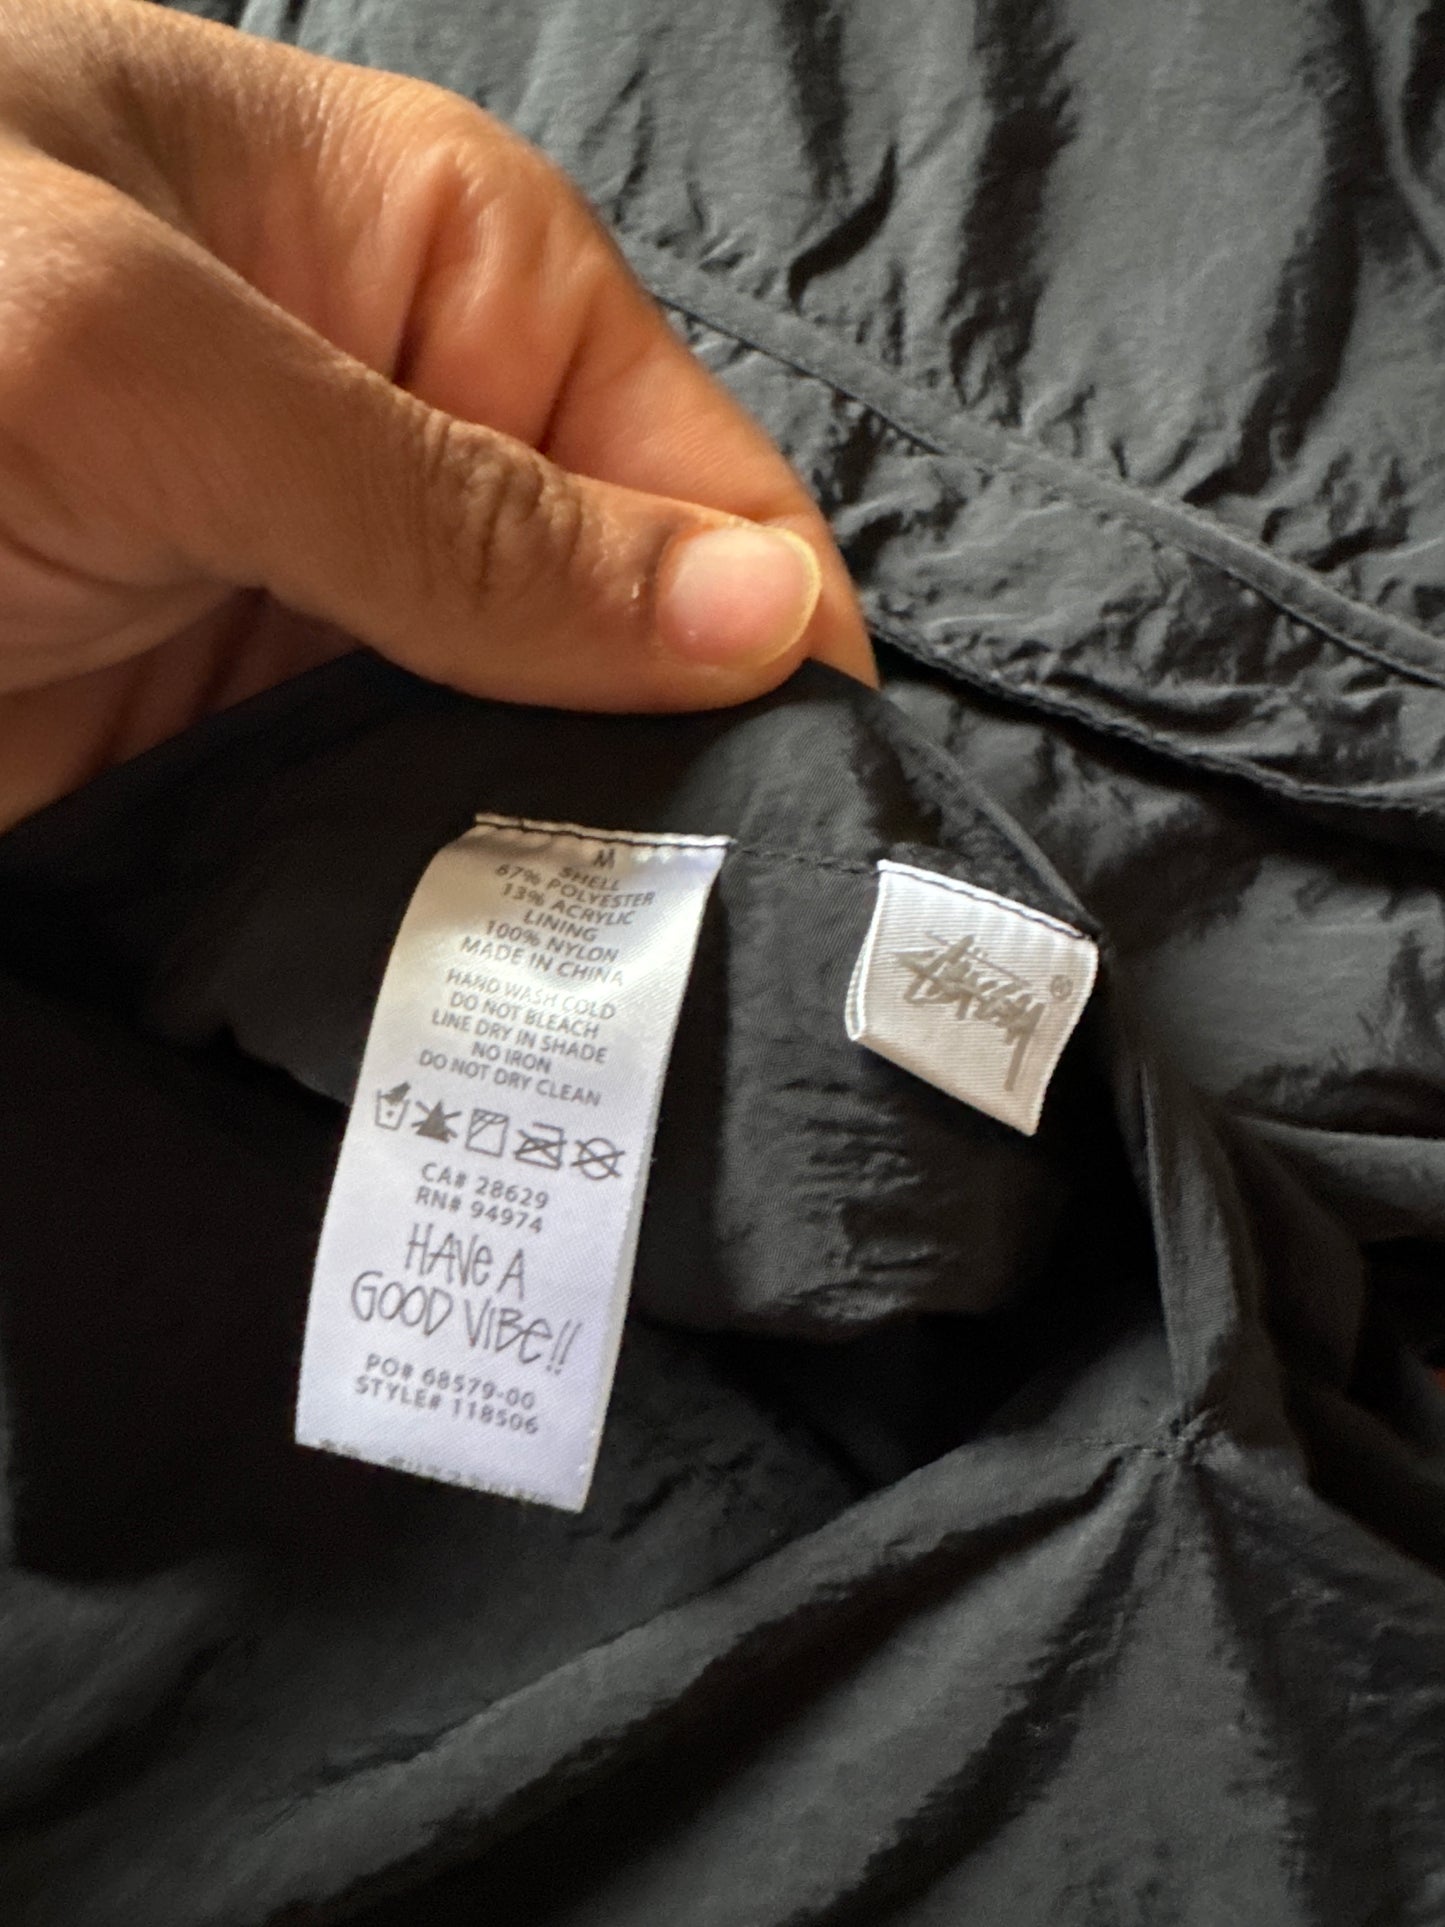 M
SHELL
87% POLYESTER
13% ACRYLIC
LINING
100% NYLON
MADE IN CHINA
HAND WASH COLD
DO NOT BLEACH
LINE DRY IN SHADE
NO IRON
DO NOT DRY CLEAN
CA# 28629
RN# 94974
HAVE A
GOOD VIBE!!
PO# 68579-00
STYLE# 118506
Stüssy ®